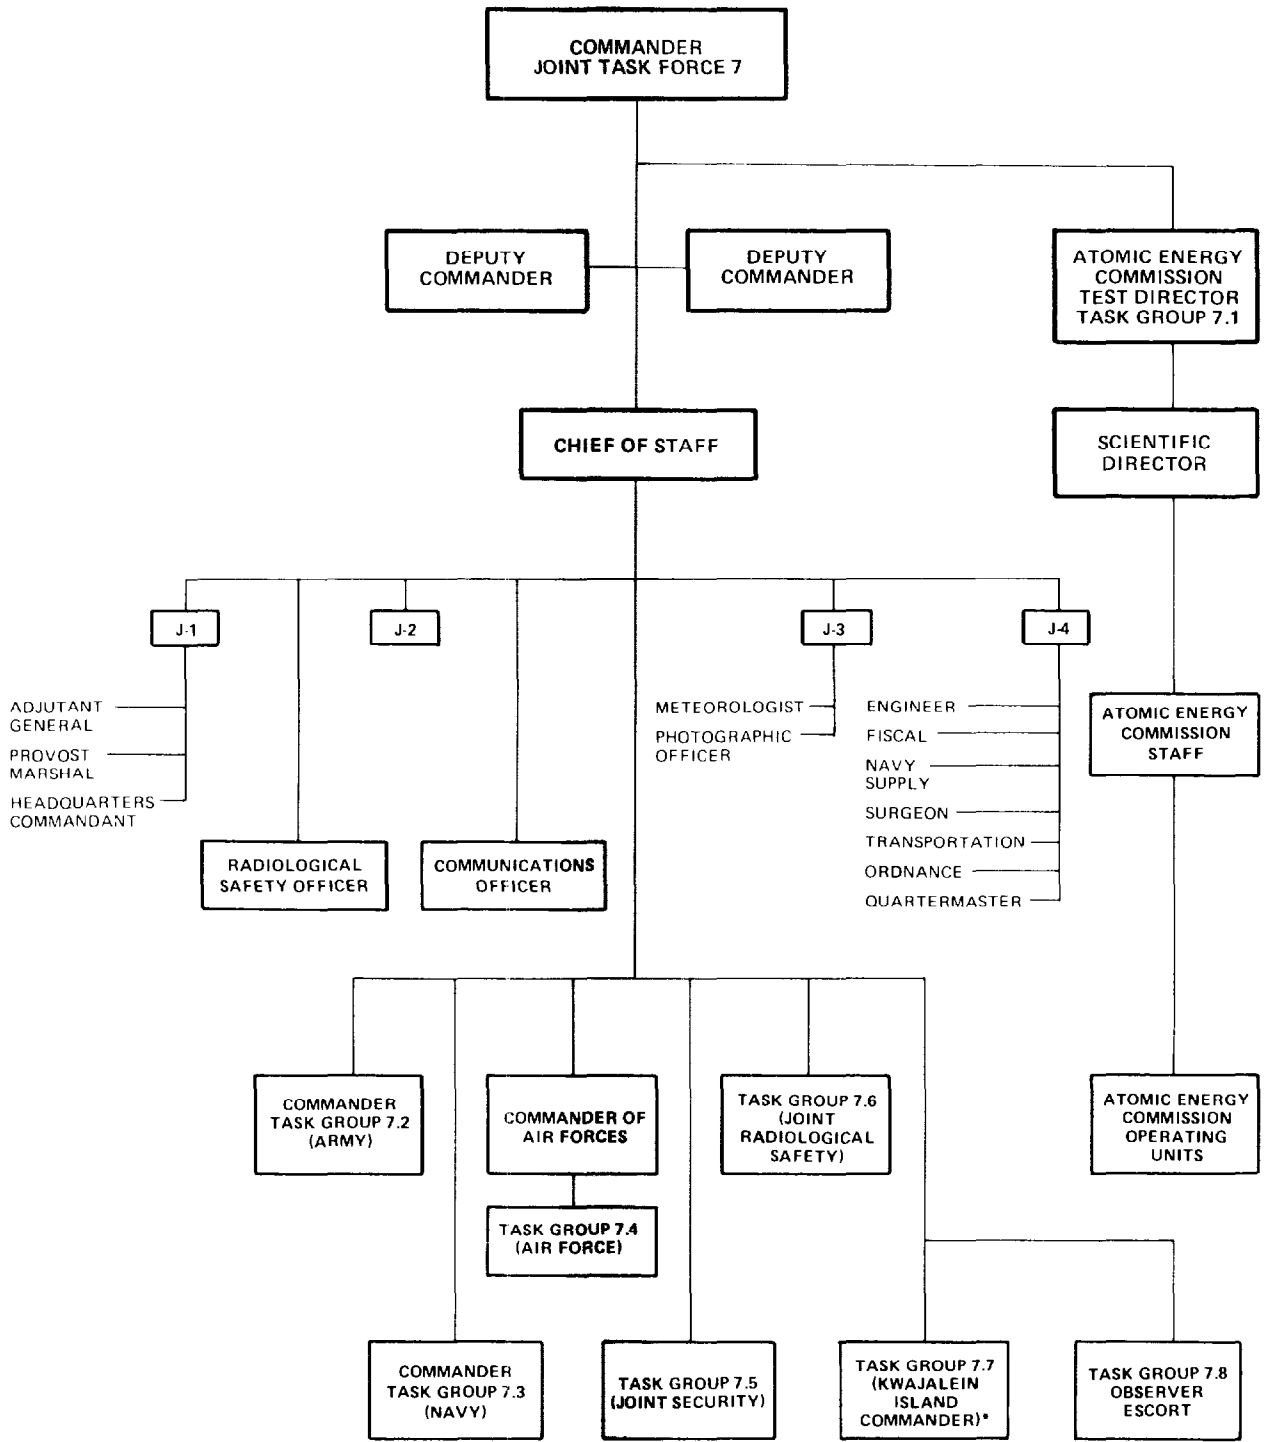 COMMANDER
JOINT TASK FORCE 7
DEPUTY
COMMANDER
DEPUTY
COMMANDER
ATOMIC ENERGY
COMMISSION
TEST DIRECTOR
TASK GROUP 7.1
CHIEF OF STAFF
SCIENTIFIC
DIRECTOR
J-1
J-2
J-3
J-4
ADJUTANT
GENERAL
PROVOST
MARSHAL
HEADQUARTERS
COMMANDANT
METEOROLOGIST
PHOTOGRAPHIC
OFFICER
ENGINEER
FISCAL
NAVY
SUPPLY
SURGEON
TRANSPORTATION
ORDNANCE
QUARTERMASTER
ATOMIC ENERGY
COMMISSION
STAFF
RADIOLOGICAL
SAFETY OFFICER
COMMUNICATIONS
OFFICER
COMMANDER
TASK GROUP 7.2
(ARMY)
COMMANDER OF
AIR FORCES
TASK GROUP 7.6
(JOINT
RADIOLOGICAL
SAFETY)
ATOMIC ENERGY
COMMISSION
OPERATING
UNITS
TASK GROUP 7.4
(AIR FORCE)
COMMANDER
TASK GROUP 7.3
(NAVY)
TASK GROUP 7.5
(JOINT SECURITY)
TASK GROUP 7.7
(KWAJALEIN
ISLAND
COMMANDER)*
TASK GROUP 7.8
OBSERVER
ESCORT